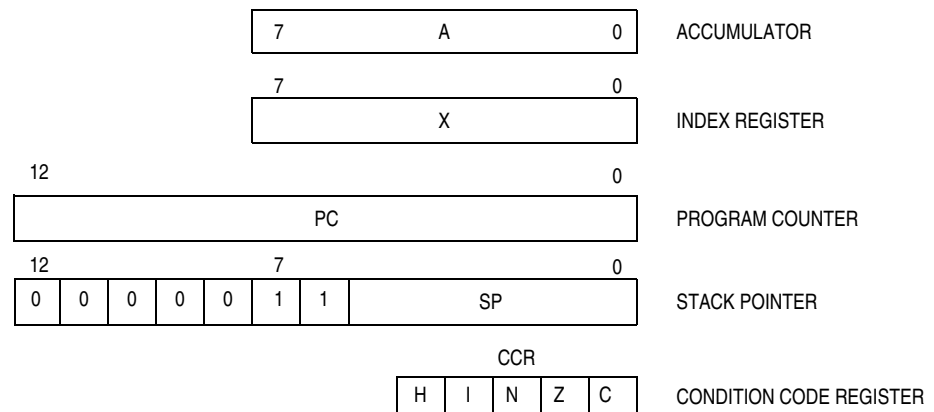 7 A 0 ACCUMULATOR
7 0
X INDEX REGISTER
12 0
PC PROGRAM COUNTER
12 7 0
0 0 0 0 0 1 1 SP STACK POINTER
CCR
H I N Z C CONDITION CODE REGISTER